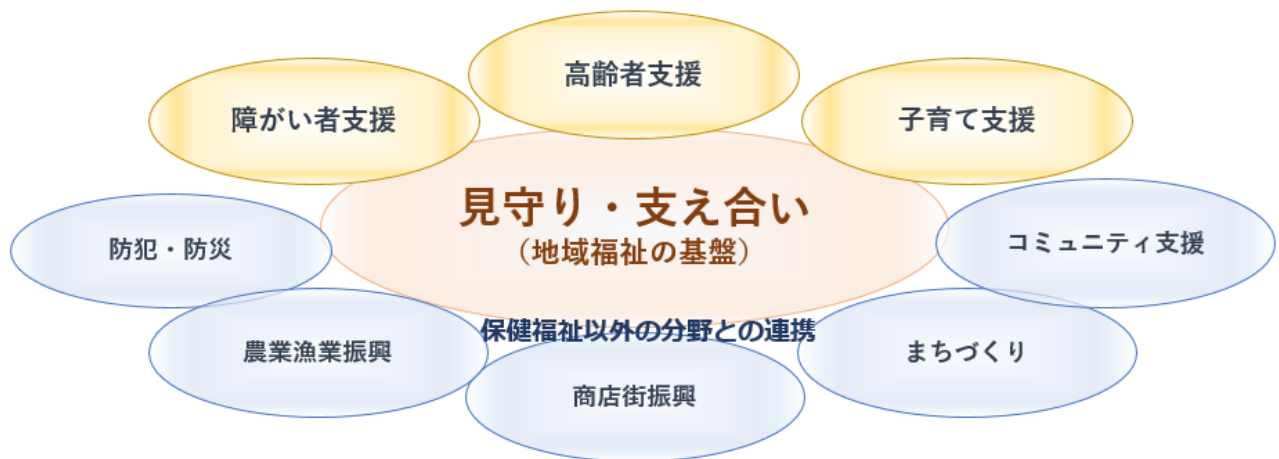 高齢者支援
障がい者支援
子育て支援
見守り・支え合い
（地域福祉の基盤）
防犯・防災
コミュニティ支援
保健福祉以外の分野との連携
農業漁業振興
まちづくり
商店街振興